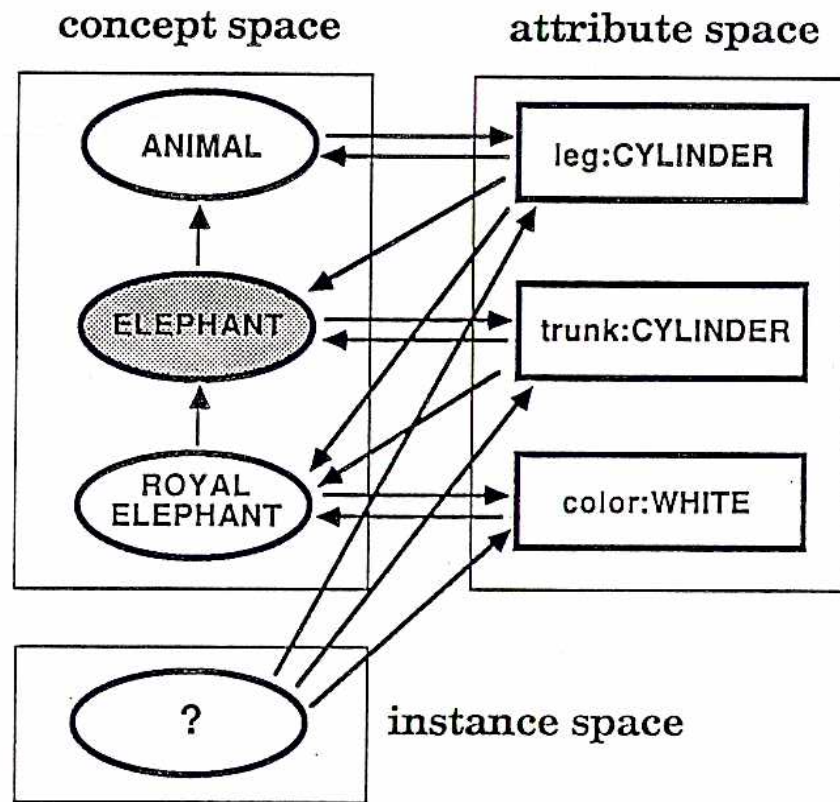 concept space
attribute space
ANIMAL
leg:CYLINDER
ELEPHANT
trunk:CYLINDER
ROYAL
ELEPHANT
color:WHITE
?
instance space